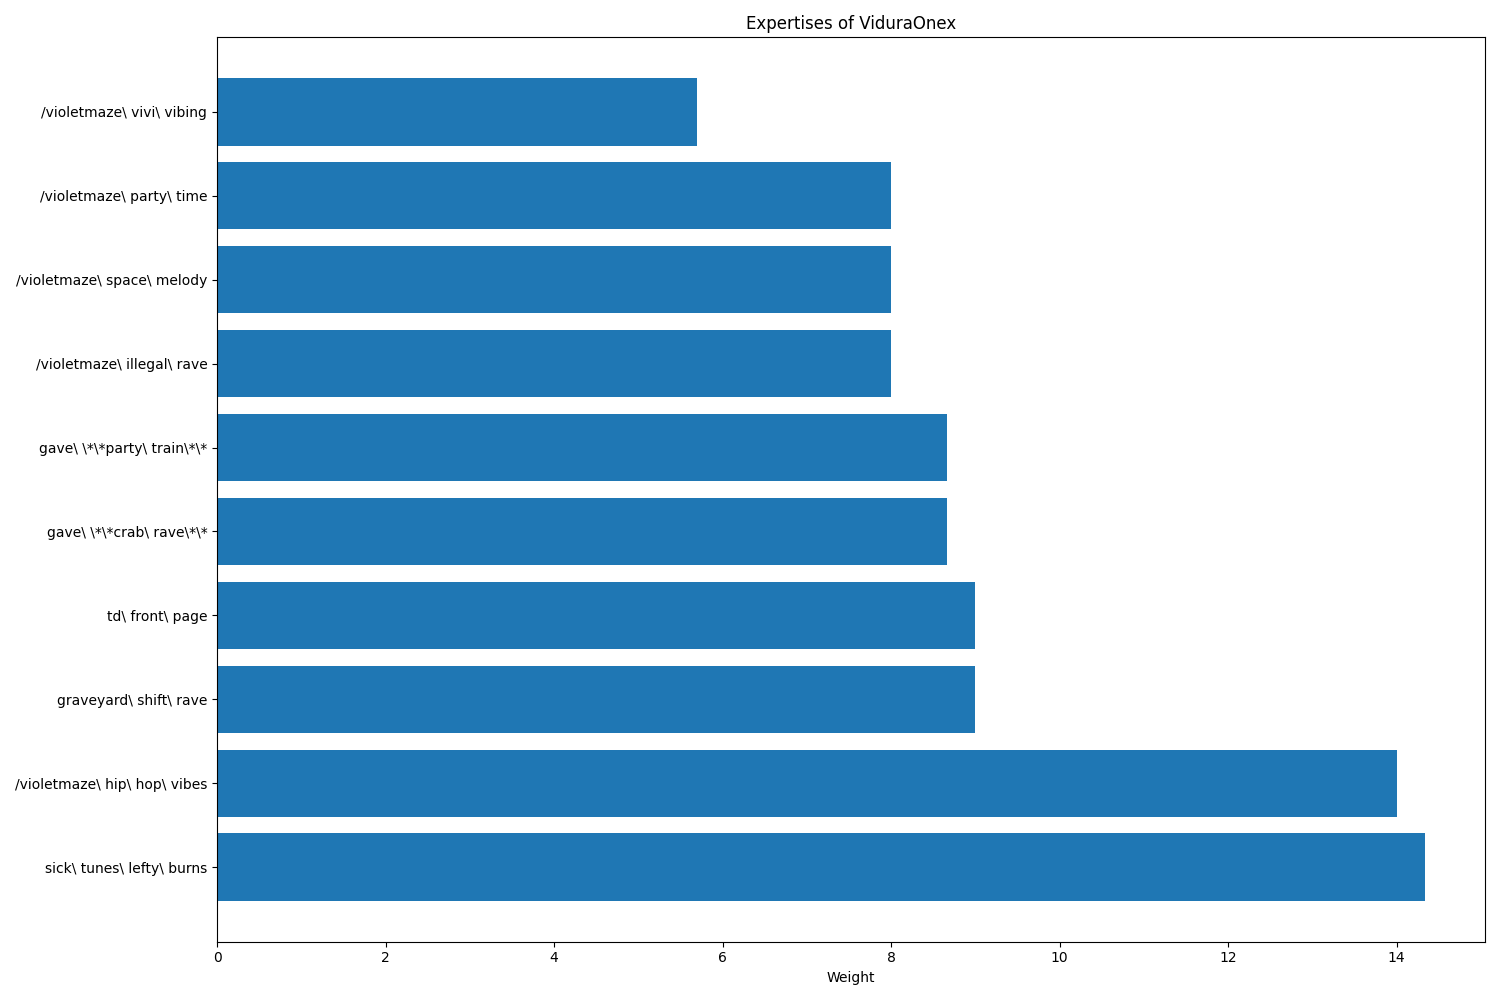 Expertises of ViduraOnex
/violetmaze\ vivi\ vibing
/violetmaze\ party\ time
/violetmaze\ space\ melody
/violetmaze\ illegal\ rave
gave\ \*\*party\ train\*\*
gave\ \*\*crab\ rave\*\*
td\ front\ page
graveyard\ shift\ rave
/violetmaze\ hip\ hop\ vibes
sick\ tunes\ lefty\ burns
0 2 4 6 8 10 12 14
Weight